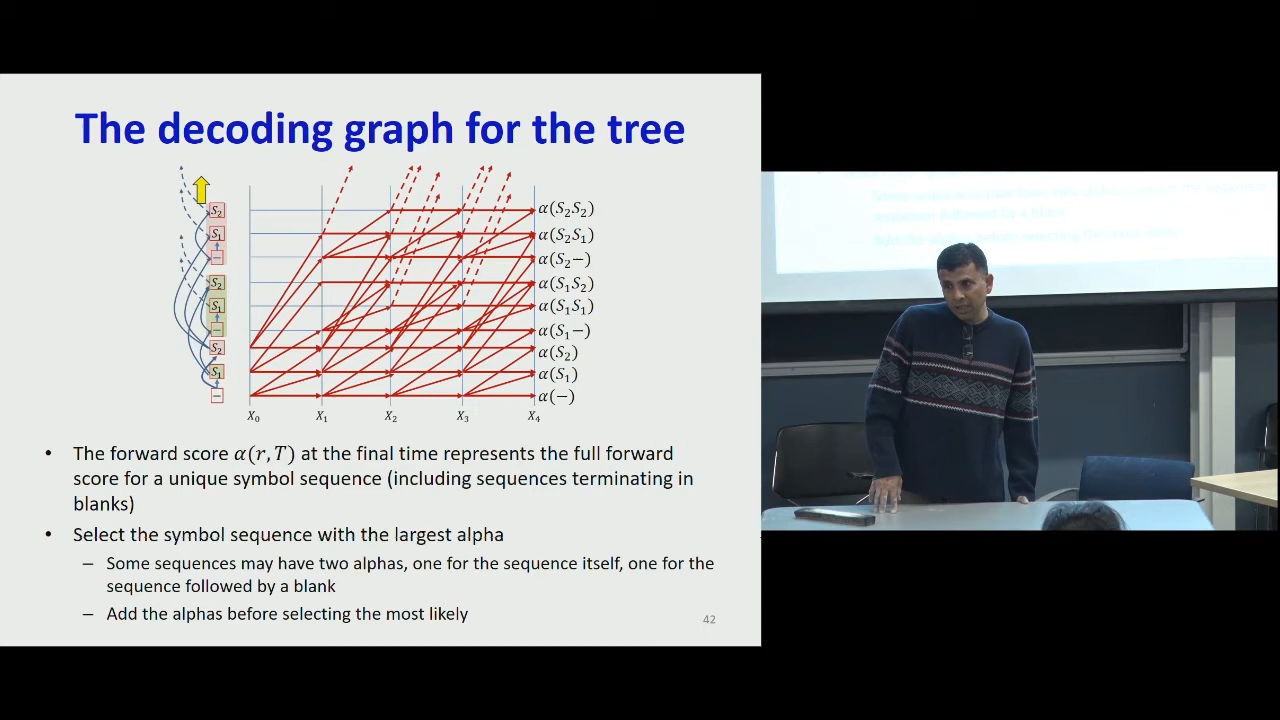 The decoding graph for the tree
S₂
S₁
−
S₂
S₁
−
S₂
S₁
−
α(S₂S₂)
α(S₂S₁)
α(S₂−)
α(S₁S₂)
α(S₁S₁)
α(S₁−)
α(S₂)
α(S₁)
α(−)
X₀ X₁ X₂ X₃ X₄
• The forward score α(r, T) at the final time represents the full forward
score for a unique symbol sequence (including sequences terminating in
blanks)
• Select the symbol sequence with the largest alpha
– Some sequences may have two alphas, one for the sequence itself, one for the
sequence followed by a blank
– Add the alphas before selecting the most likely
42